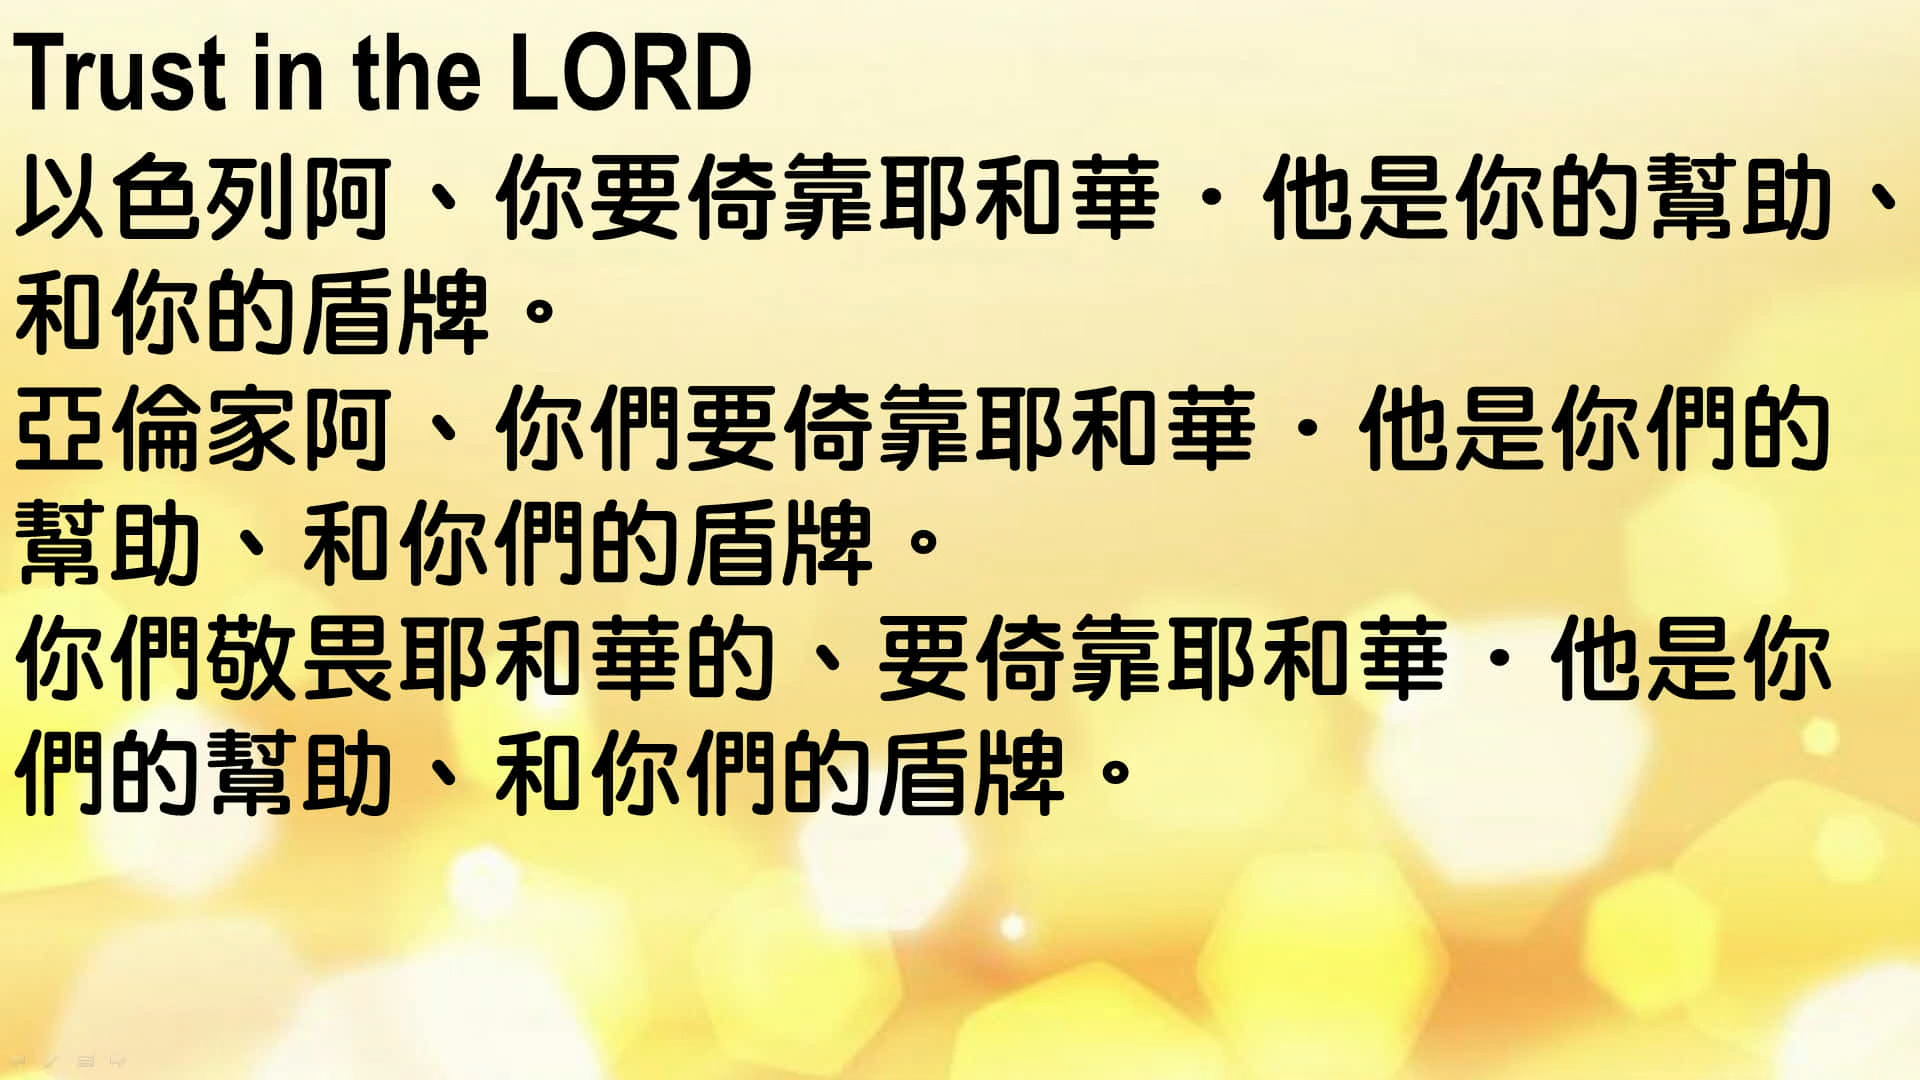 Trust in the LORD
以色列阿、你要倚靠耶和華．他是你的幫助、
和你的盾牌。
亞倫家阿、你們要倚靠耶和華．他是你們的
幫助、和你們的盾牌。
你們敬畏耶和華的、要倚靠耶和華．他是你
們的幫助、和你們的盾牌。